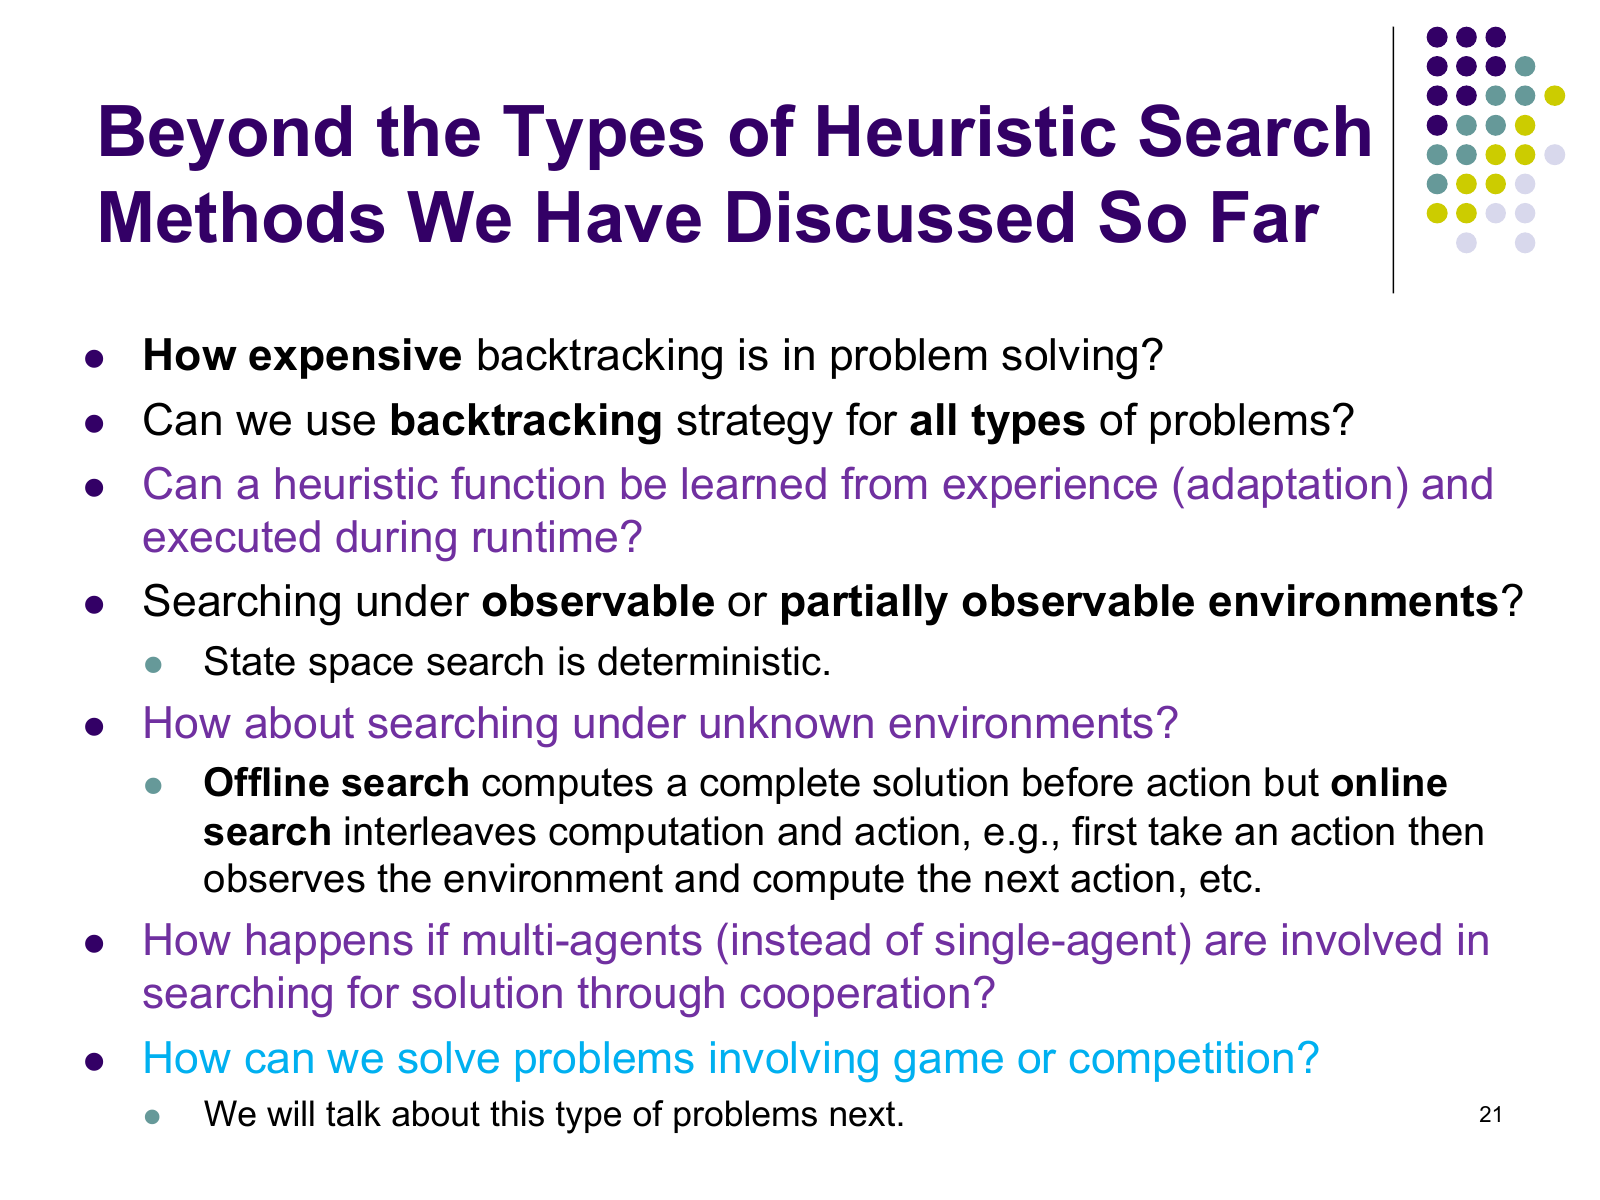 Beyond the Types of Heuristic Search
Methods We Have Discussed So Far
How expensive backtracking is in problem solving?
Can we use backtracking strategy for all types of problems?
Can a heuristic function be learned from experience (adaptation) and
executed during runtime?
Searching under observable or partially observable environments?
State space search is deterministic.
How about searching under unknown environments?
Offline search computes a complete solution before action but online
search interleaves computation and action, e.g., first take an action then
observes the environment and compute the next action, etc.
How happens if multi-agents (instead of single-agent) are involved in
searching for solution through cooperation?
How can we solve problems involving game or competition?
We will talk about this type of problems next.
21